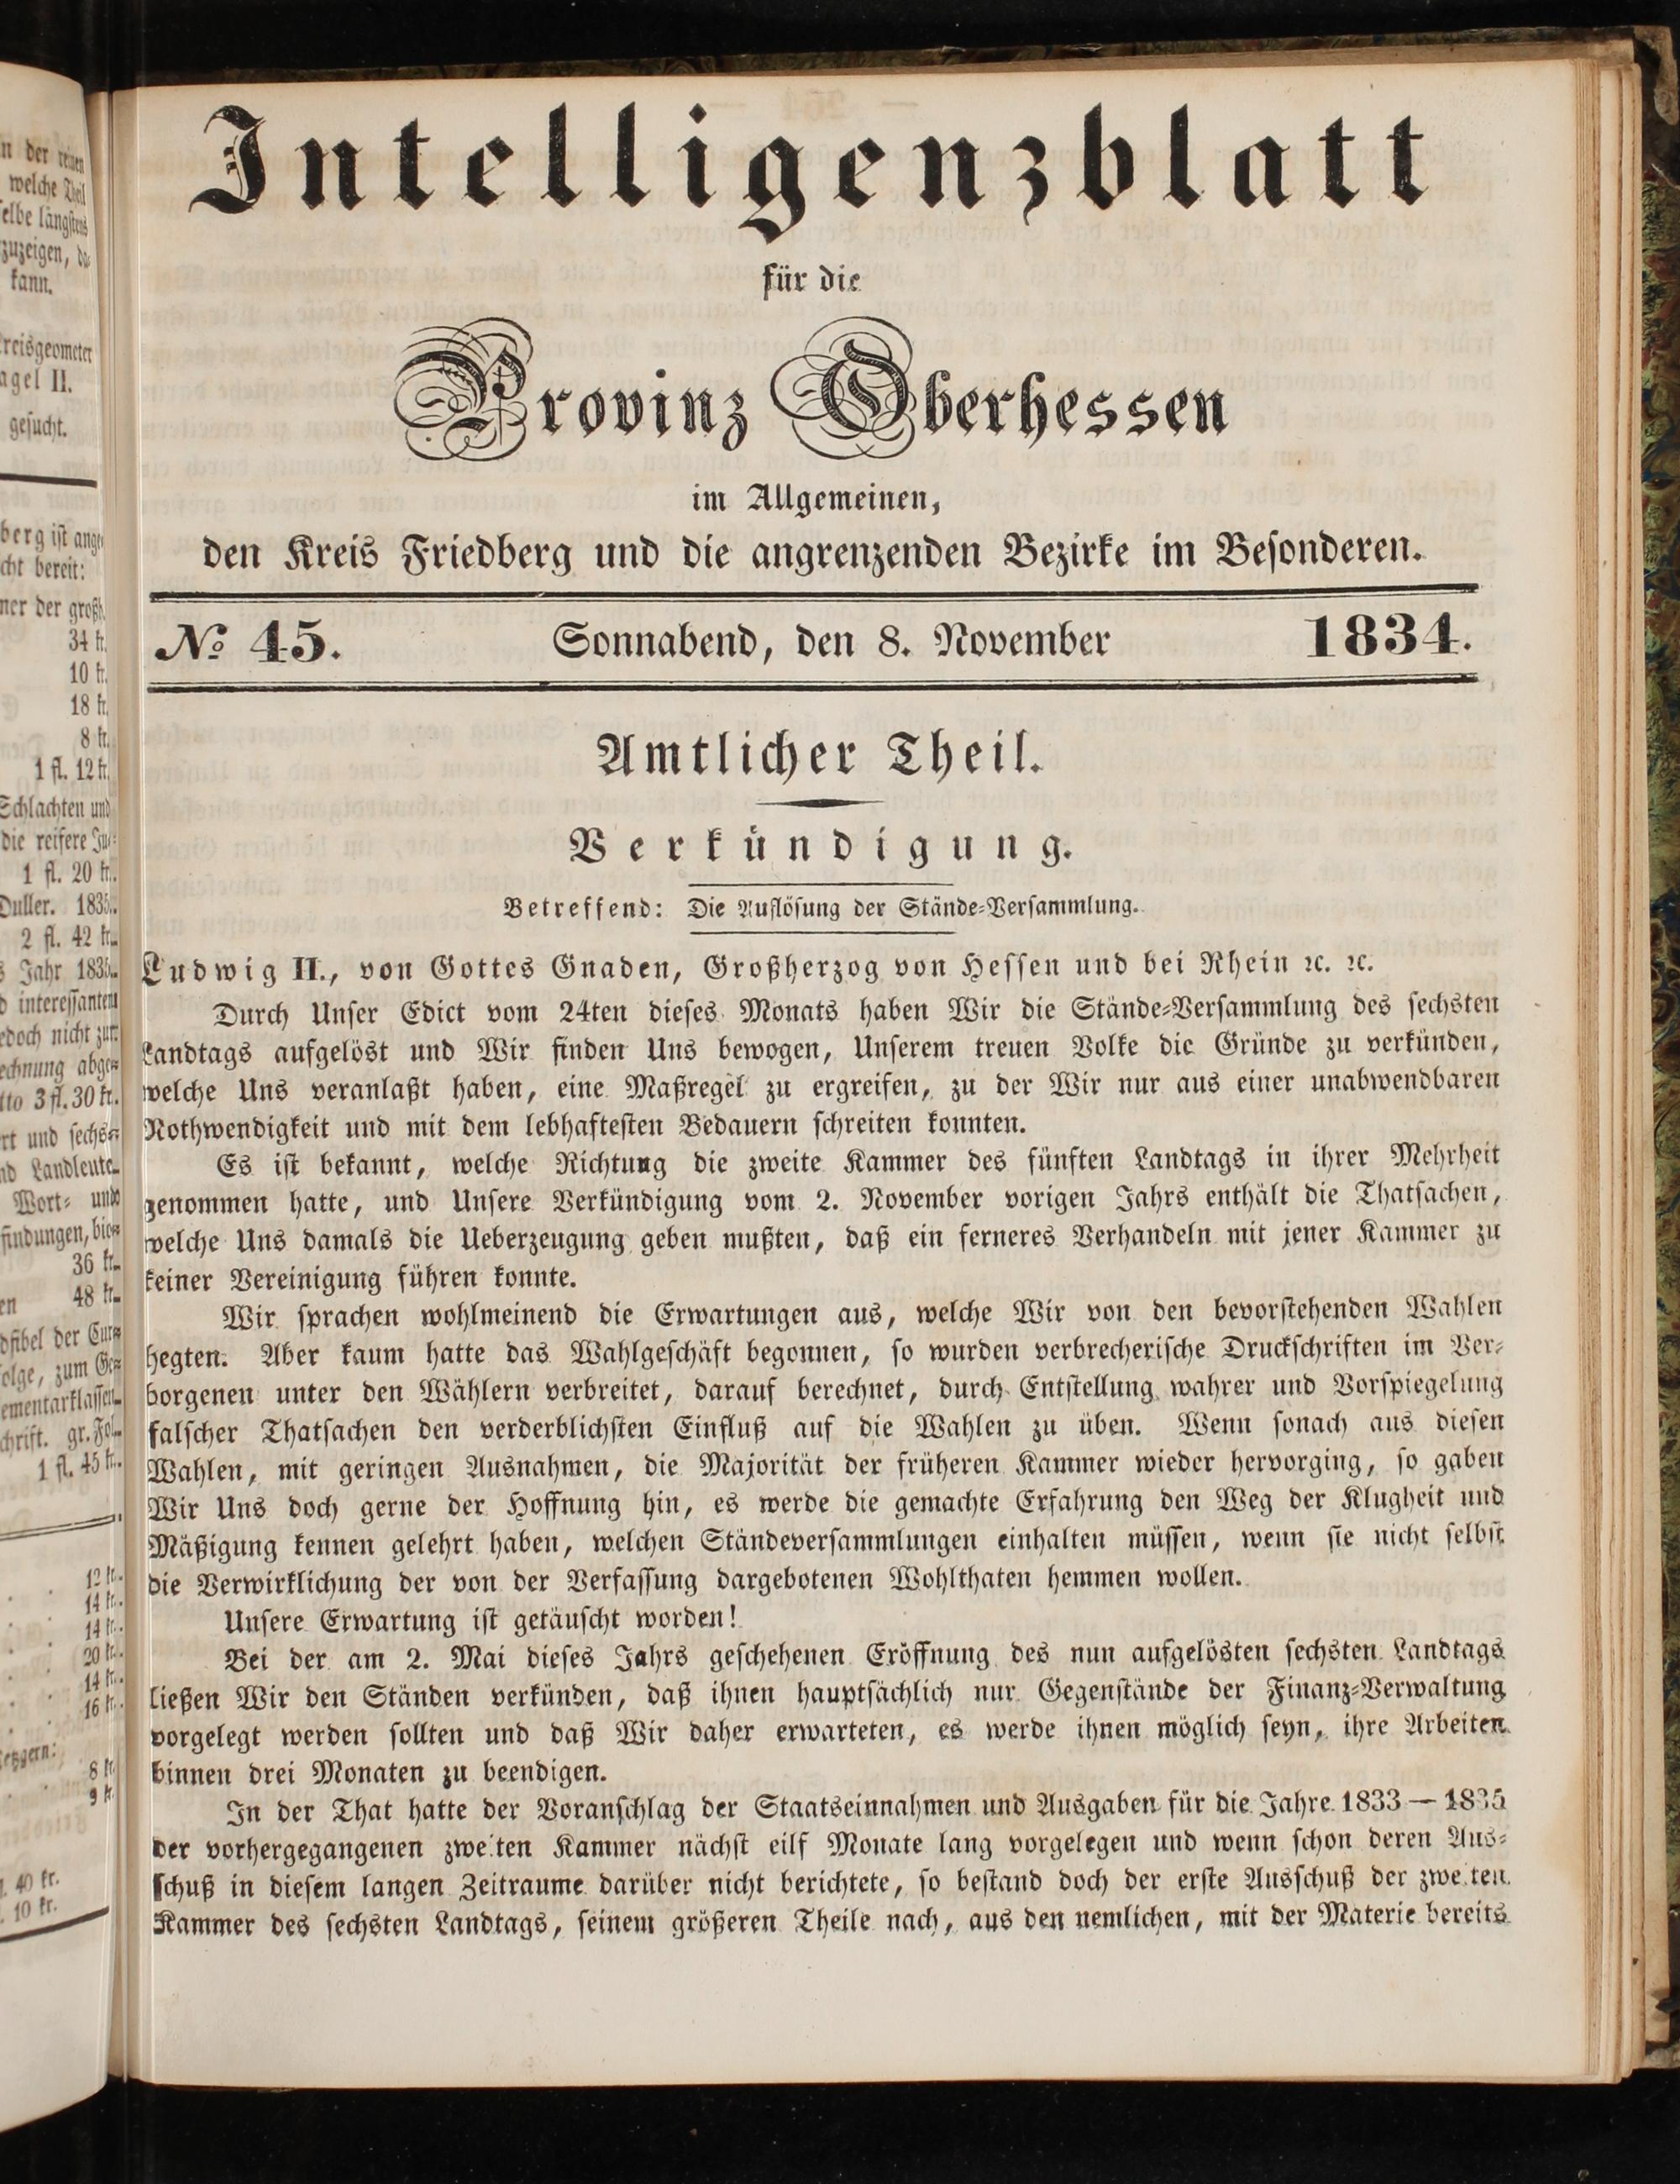 Intelligenzblatt
für die
Provinz Oberhessen
im Allgemeinen,
den Kreis Friedberg und die angrenzenden Bezirke im Besonderen.
No 45. Sonnabend, den 8. November 1834.
Amtlicher Theil.
Verkündigung.
Betreffend: Die Auflösung der Stände-Versammlung.
Ludwig II., von Gottes Gnaden, Großherzog von Hessen und bei Rhein ꝛc. ꝛc.
Durch Unser Edict vom 24ten dieses Monats haben Wir die Stände-Versammlung des sechsten
Landtags aufgelöst und Wir finden Uns bewogen, Unserem treuen Volke die Gründe zu verkünden,
welche Uns veranlaßt haben, eine Maßregel zu ergreifen, zu der Wir nur aus einer unabwendbaren
Nothwendigkeit und mit dem lebhaftesten Bedauern schreiten konnten.
Es ist bekannt, welche Richtung die zweite Kammer des fünften Landtags in ihrer Mehrheit
genommen hatte, und Unsere Verkündigung vom 2. November vorigen Jahrs enthält die Thatsachen,
welche Uns damals die Ueberzeugung geben mußten, daß ein ferneres Verhandeln mit jener Kammer zu
keiner Vereinigung führen konnte.
Wir sprachen wohlmeinend die Erwartungen aus, welche Wir von den bevorstehenden Wahlen
hegten. Aber kaum hatte das Wahlgeschäft begonnen, so wurden verbrecherische Druckschriften im Ver-
borgenen unter den Wählern verbreitet, darauf berechnet, durch Entstellung wahrer und Vorspiegelung
falscher Thatsachen den verderblichsten Einfluß auf die Wahlen zu üben. Wenn sonach aus diesen
Wahlen, mit geringen Ausnahmen, die Majorität der früheren Kammer wieder hervorging, so gaben
Wir Uns doch gerne der Hoffnung hin, es werde die gemachte Erfahrung den Weg der Klugheit und
Mäßigung kennen gelehrt haben, welchen Ständeversammlungen einhalten müssen, wenn sie nicht selbst
die Verwirklichung der von der Verfassung dargebotenen Wohlthaten hemmen wollen.
Unsere Erwartung ist getäuscht worden!
Bei der am 2. Mai dieses Jahrs geschehenen Eröffnung des nun aufgelösten sechsten Landtags
ließen Wir den Ständen verkünden, daß ihnen hauptsächlich nur Gegenstände der Finanz-Verwaltung
vorgelegt werden sollten und daß Wir daher erwarteten, es werde ihnen möglich seyn, ihre Arbeiten
binnen drei Monaten zu beendigen.
In der That hatte der Voranschlag der Staatseinnahmen und Ausgaben für die Jahre 1833 — 1835
der vorhergegangenen zweiten Kammer nächst eilf Monate lang vorgelegen und wenn schon deren Aus-
schuß in diesem langen Zeitraume darüber nicht berichtete, so bestand doch der erste Ausschuß der zweiten
Kammer des sechsten Landtags, seinem größeren Theile nach, aus den nemlichen, mit der Materie bereits